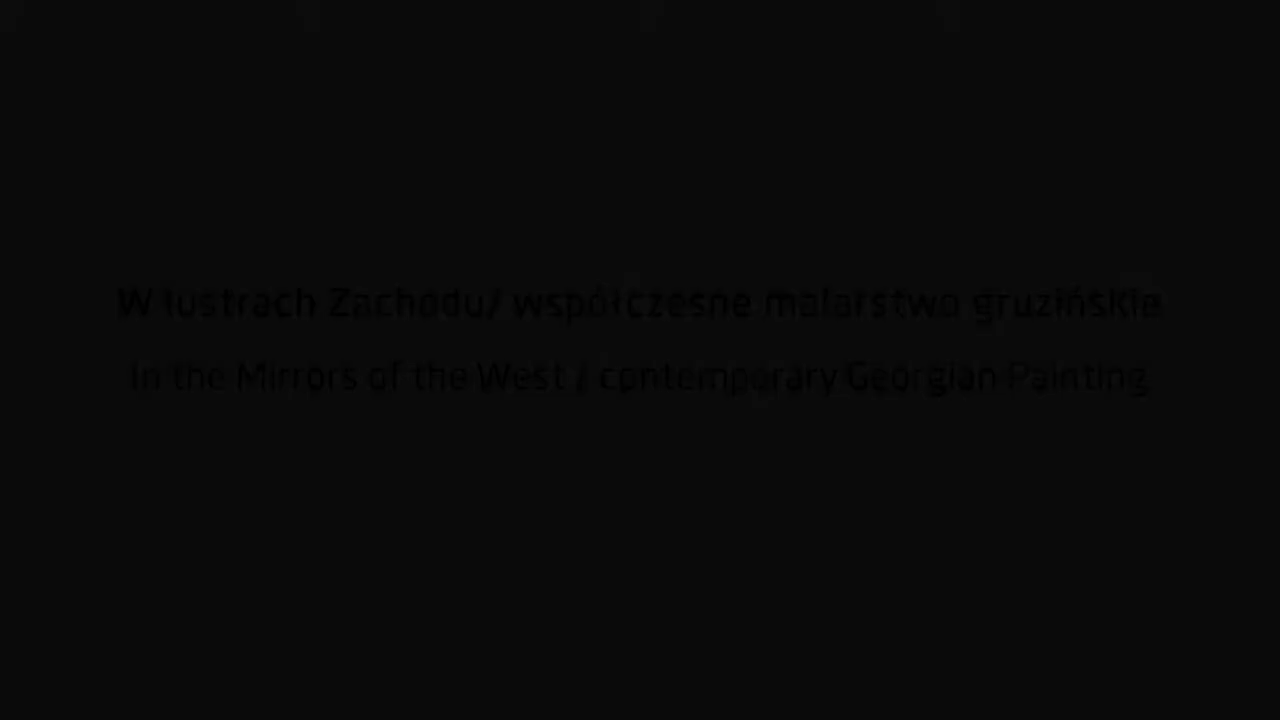 W lustrach Zachodu/ współczesne malarstwo gruzińskie
In the Mirrors of the West / contemporary Georgian Painting